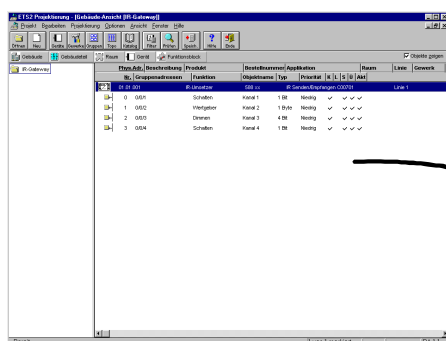 ETS2 Projektierung - [Gebäude-Ansicht [IR-Gateway]]
Projekt Bearbeiten Projektierung Optionen Ansicht Fenster Hilfe
Öffnen Neu Geräte Gewerke Gruppen Topo Katalog Filter Prüfen Speich. Hilfe Ende
Gebäude Gebäudeteil Raum Gerät Funktionsblock Objekte zeigen
IR-Gateway
Phys.Adr. Beschreibung Produkt Bestellnummer Applikation Raum Linie Gewerk
Nr. Gruppenadressen Funktion Objektname Typ Priorität K L S Ü Akt
01.01.001 IR-Umsetzer 588 xx IR Senden/Empfangen C00701 Linie 1
0 0/0/1 Schalten Kanal 1 1 Bit Niedrig
1 0/0/2 Wertgeber Kanal 2 1 Byte Niedrig
2 0/0/3 Dimmen Kanal 3 4 Bit Niedrig
3 0/0/4 Schalten Kanal 4 1 Bit Niedrig